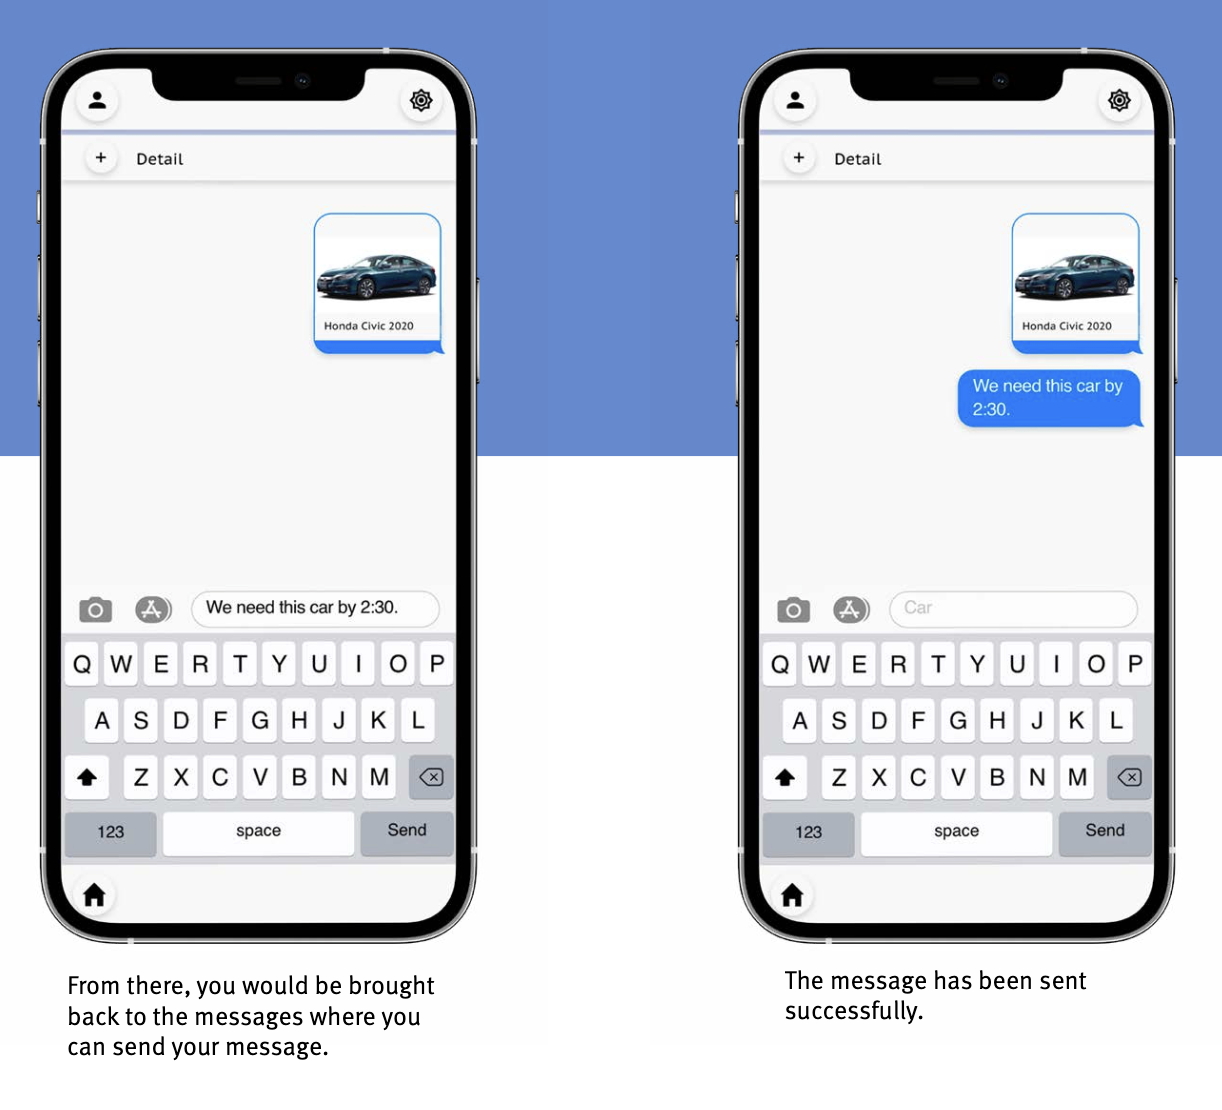 + Detail
Honda Civic 2020
We need this car by 2:30.
Q W E R T Y U I O P
A S D F G H J K L
Z X C V B N M
123 space Send
From there, you would be brought
back to the messages where you
can send your message.
+ Detail
Honda Civic 2020
We need this car by
2:30.
Car
Q W E R T Y U I O P
A S D F G H J K L
Z X C V B N M
123 space Send
The message has been sent
successfully.